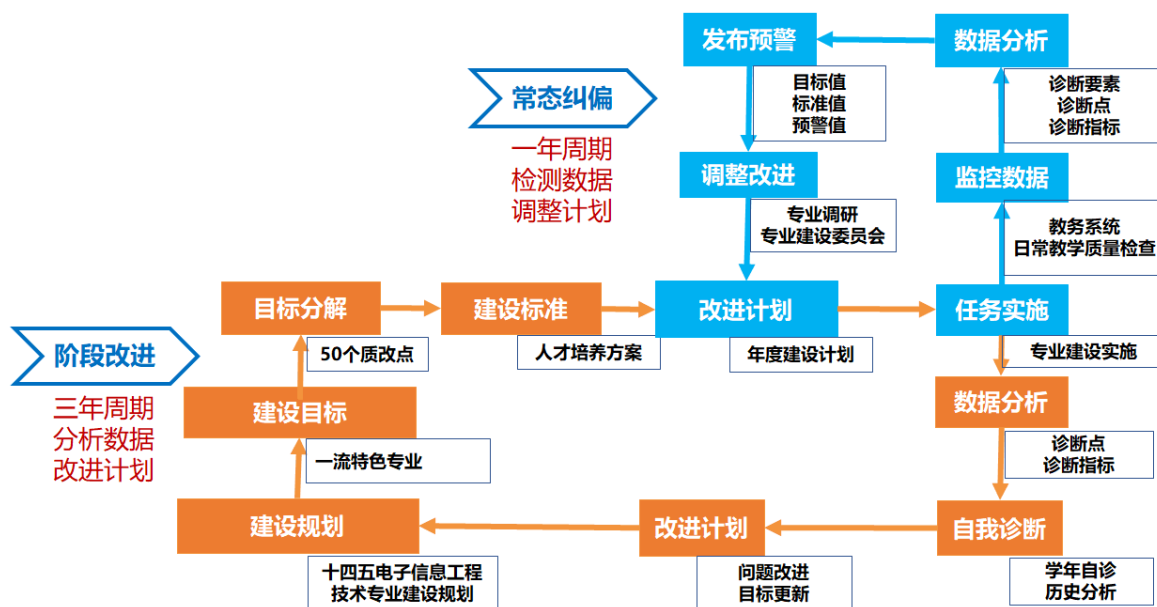 发布预警
数据分析
目标值
标准值
预警值
诊断要素
诊断点
诊断指标
常态纠偏
一年周期
检测数据
调整计划
调整改进
监控数据
专业调研
专业建设委员会
教务系统
日常教学质量检查
目标分解
建设标准
改进计划
任务实施
50个质改点
人才培养方案
年度建设计划
专业建设实施
阶段改进
三年周期
分析数据
改进计划
建设目标
数据分析
一流特色专业
诊断点
诊断指标
建设规划
改进计划
自我诊断
十四五电子信息工程
技术专业建设规划
问题改进
目标更新
学年自诊
历史分析